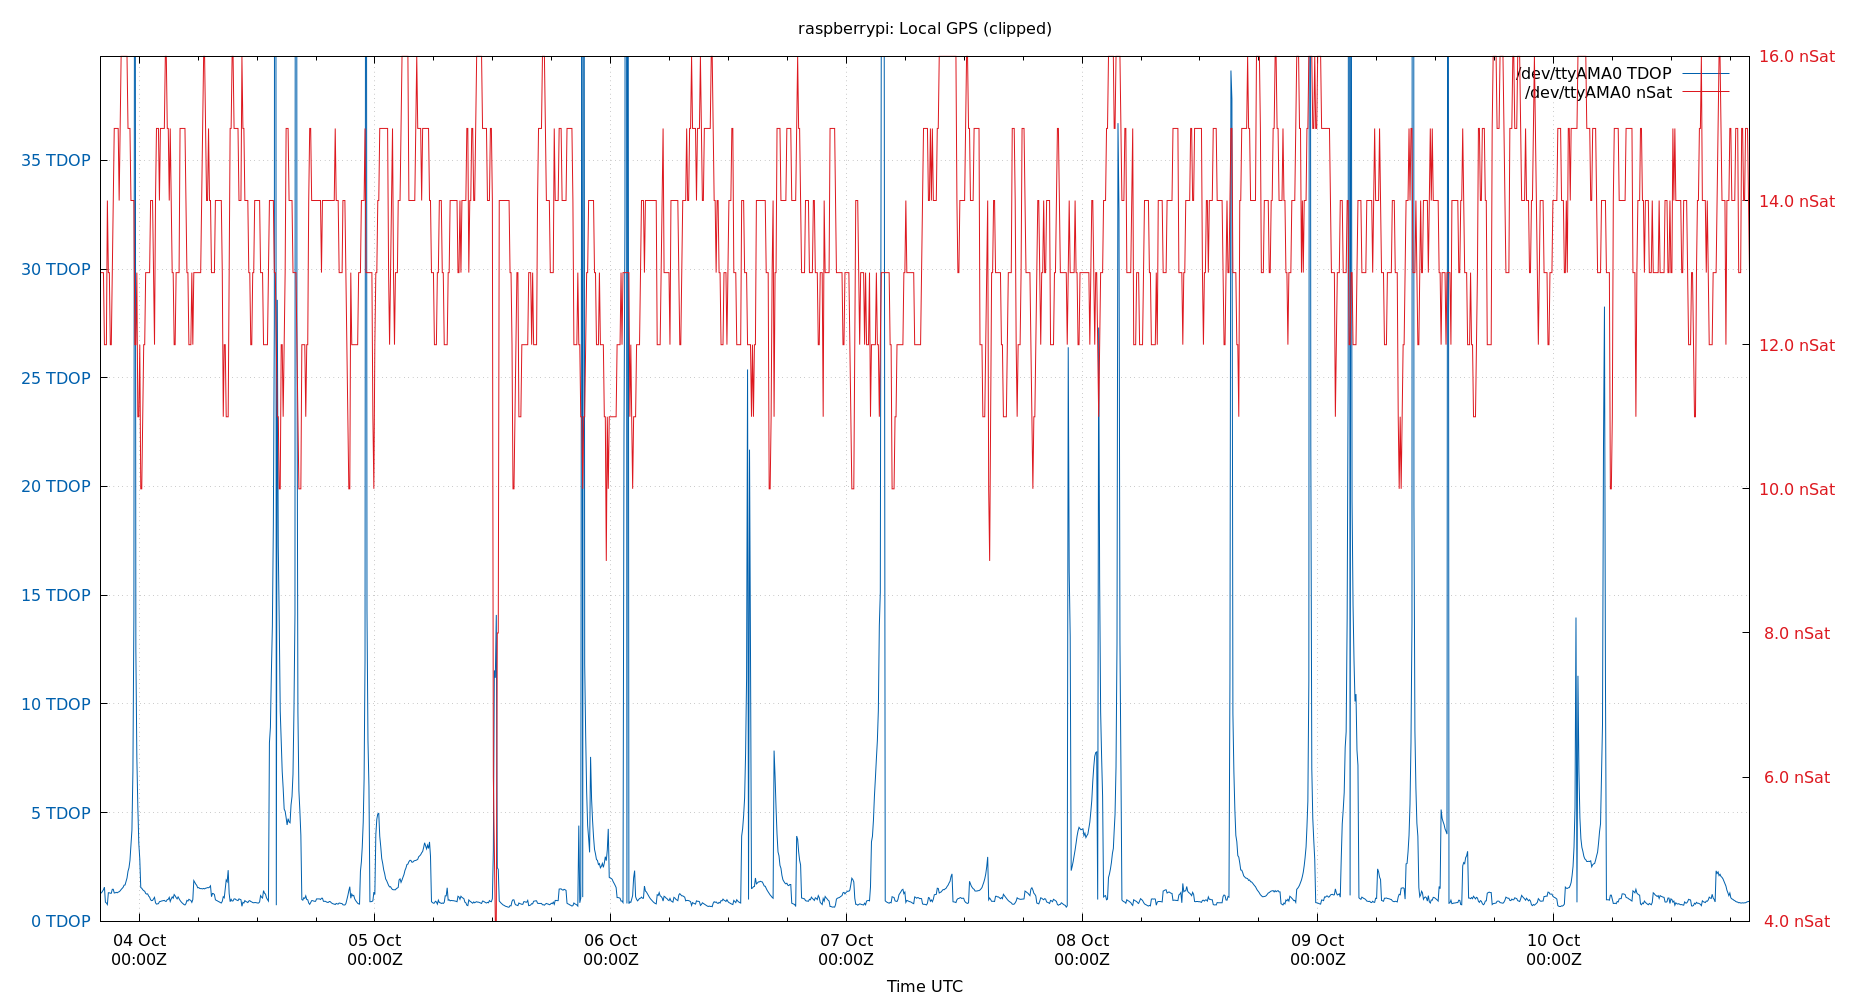 raspberrypi: Local GPS (clipped)
/dev/ttyAMA0 TDOP
/dev/ttyAMA0 nSat
35 TDOP
30 TDOP
25 TDOP
20 TDOP
15 TDOP
10 TDOP
5 TDOP
0 TDOP
16.0 nSat
14.0 nSat
12.0 nSat
10.0 nSat
8.0 nSat
6.0 nSat
4.0 nSat
04 Oct
00:00Z
05 Oct
00:00Z
06 Oct
00:00Z
07 Oct
00:00Z
08 Oct
00:00Z
09 Oct
00:00Z
10 Oct
00:00Z
Time UTC